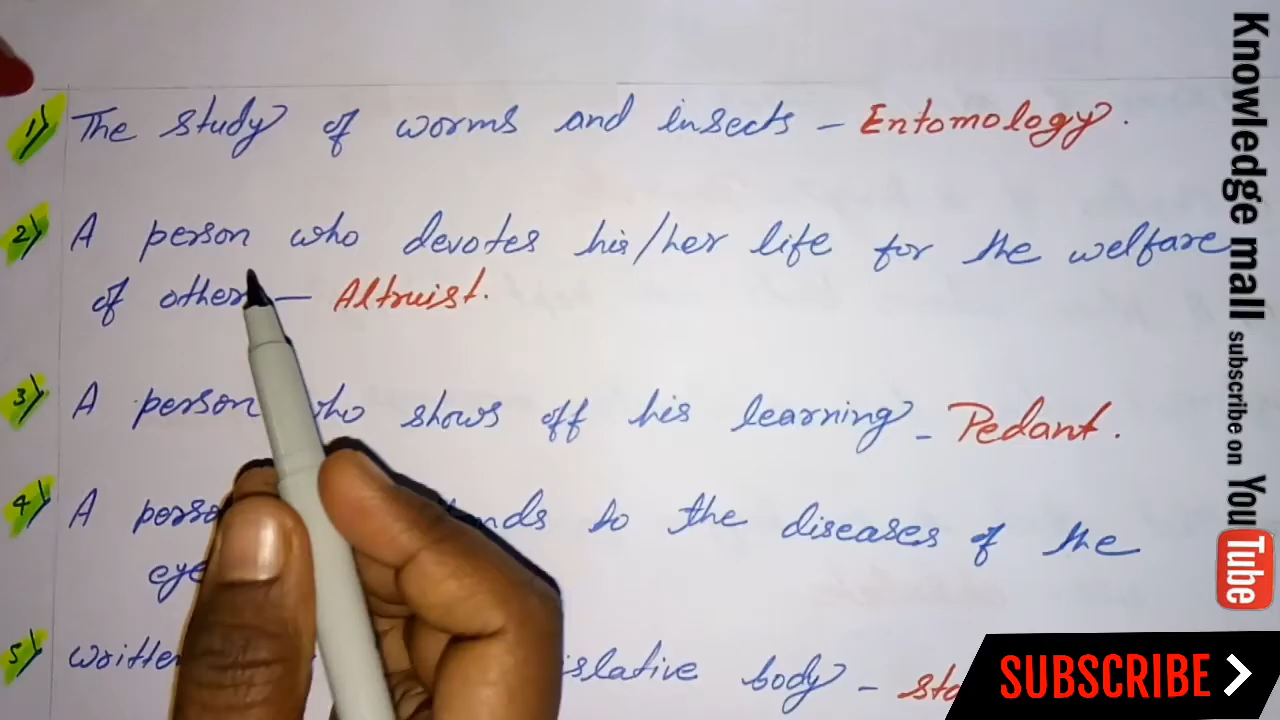 1) The study of worms and insects - Entomology.
2) A person who devotes his/her life for the welfare
of others - Altruist.
3) A person who shows off his learning - Pedant.
4) A to the diseases of the
5) body -
Knowledge mall subscribe on YouTube
SUBSCRIBE